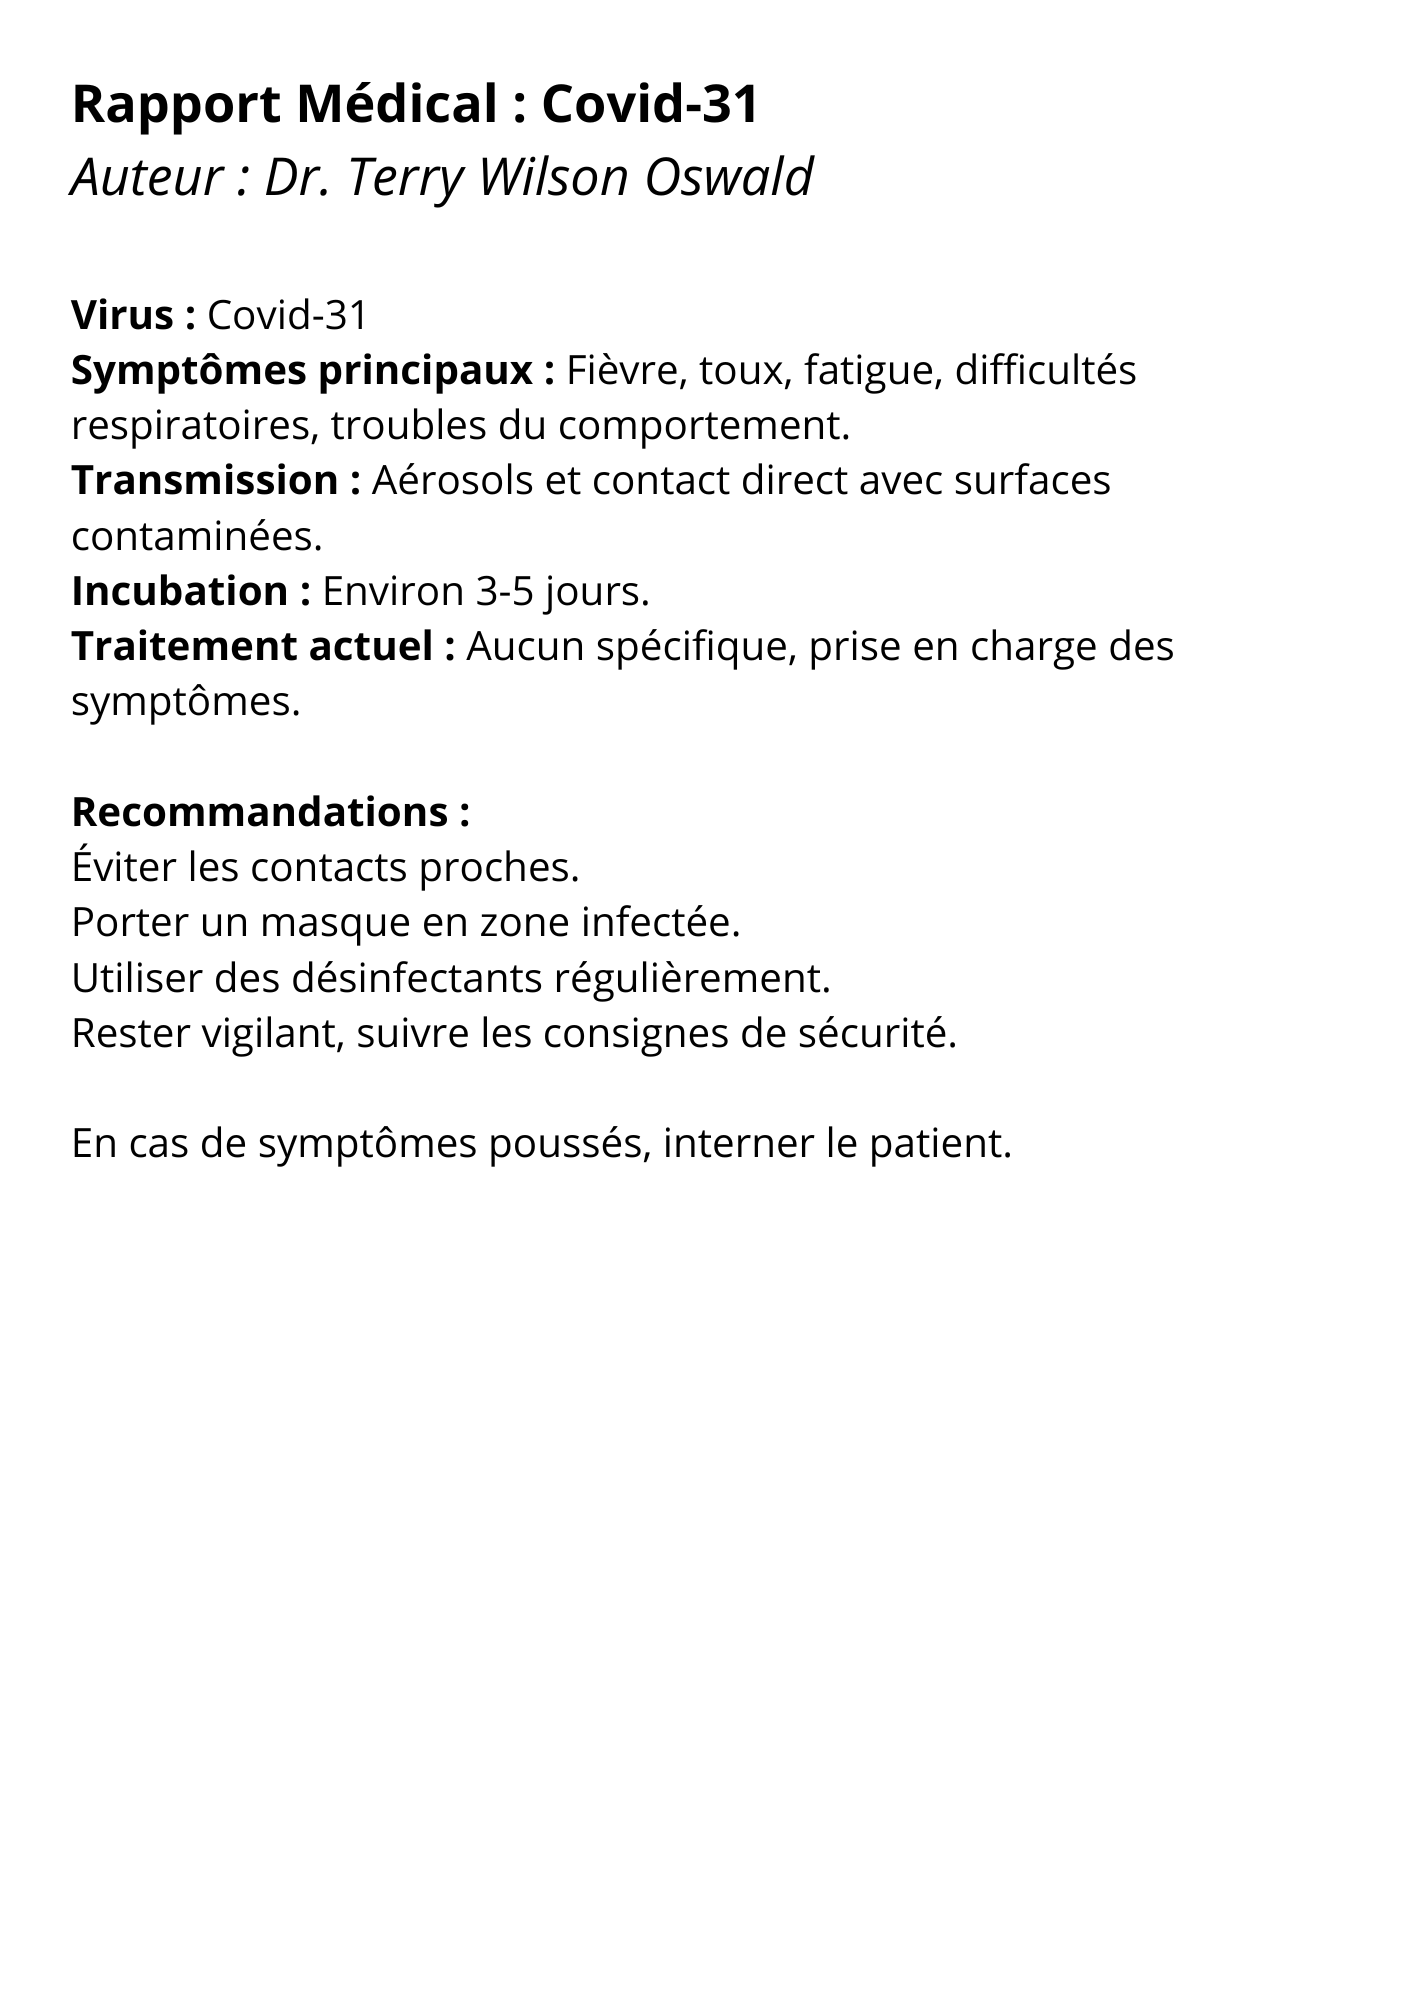 Rapport Médical : Covid-31
Auteur : Dr. Terry Wilson Oswald
Virus : Covid-31
Symptômes principaux : Fièvre, toux, fatigue, difficultés
respiratoires, troubles du comportement.
Transmission : Aérosols et contact direct avec surfaces
contaminées.
Incubation : Environ 3-5 jours.
Traitement actuel : Aucun spécifique, prise en charge des
symptômes.
Recommandations :
Éviter les contacts proches.
Porter un masque en zone infectée.
Utiliser des désinfectants régulièrement.
Rester vigilant, suivre les consignes de sécurité.
En cas de symptômes poussés, interner le patient.